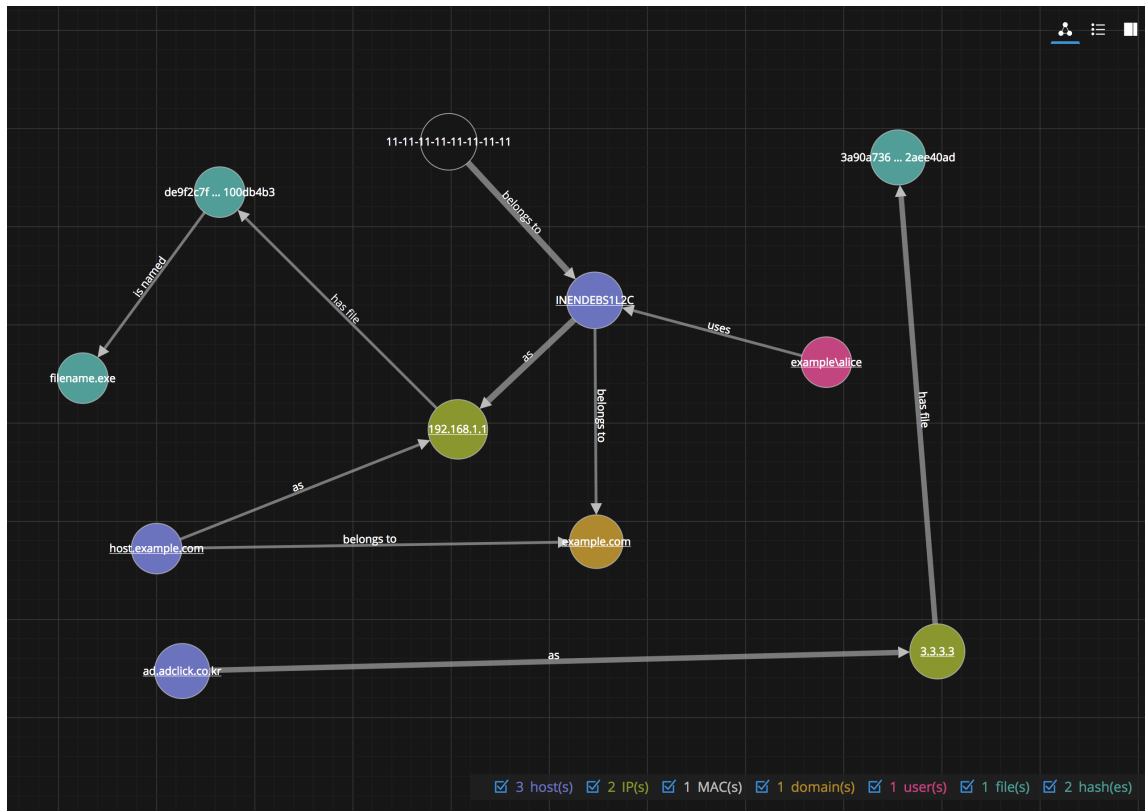 11-11-11-11-11-11-11-11
3a90a736 ... 2aee40ad
de9f2c7f ... 100db4b3
belongs to
is named
has file
INENDEBS1L2C
uses
example\alice
as
filename.exe
belongs to
has file
192.168.1.1
as
host.example.com
belongs to
example.com
ad.adclick.co.kr
as
3.3.3.3
3 host(s) 2 IP(s) 1 MAC(s) 1 domain(s) 1 user(s) 1 file(s) 2 hash(es)